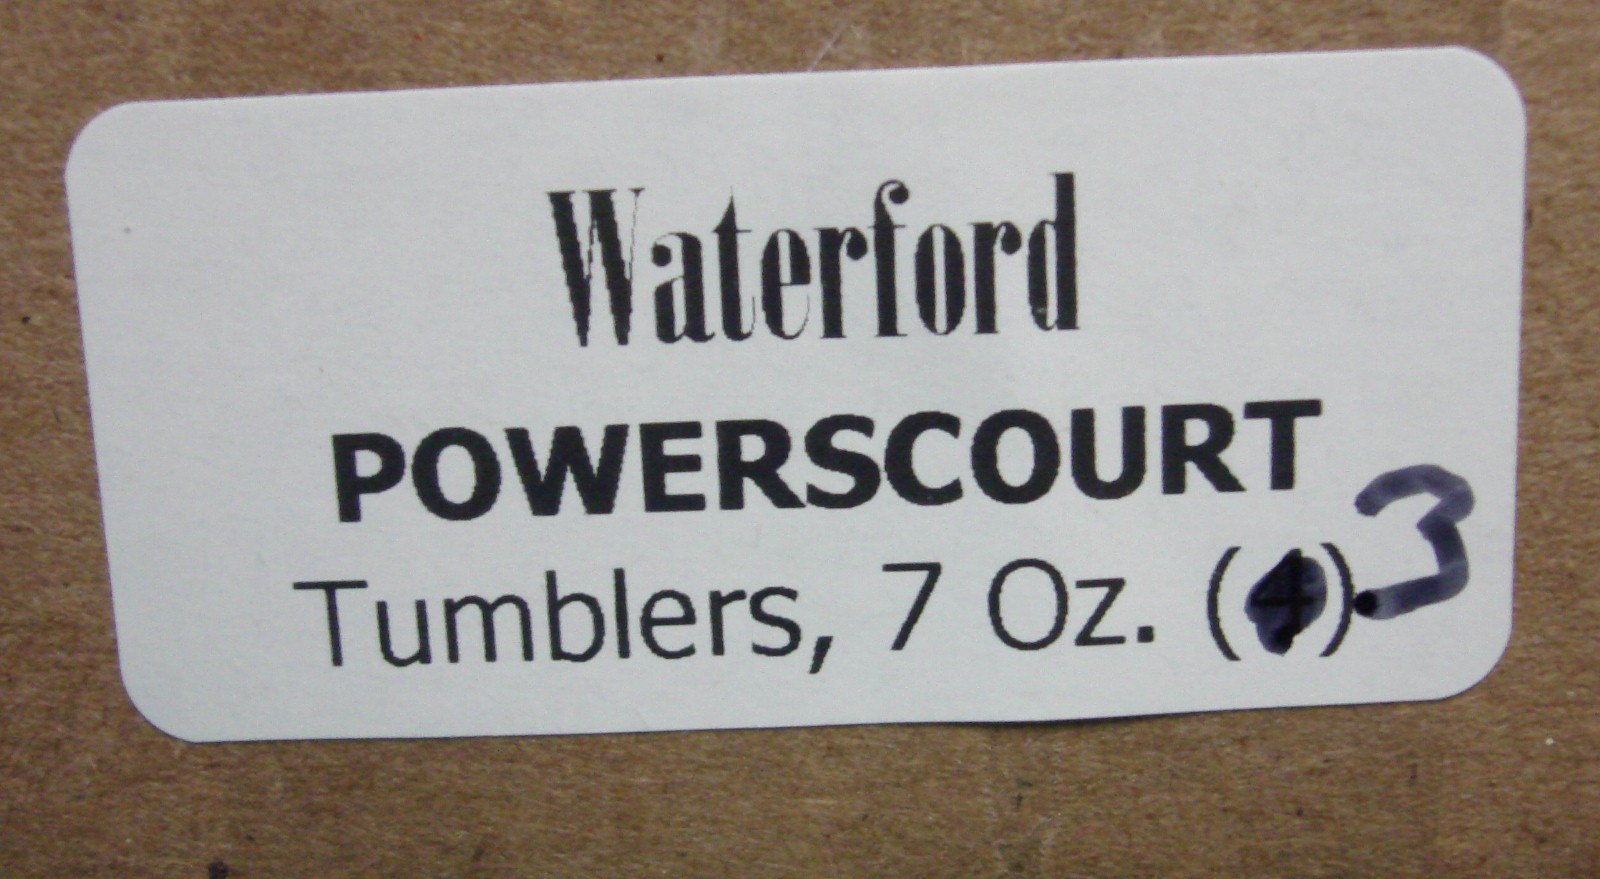 Waterford
POWERSCOURT
Tumblers, 7 Oz. (4) 3